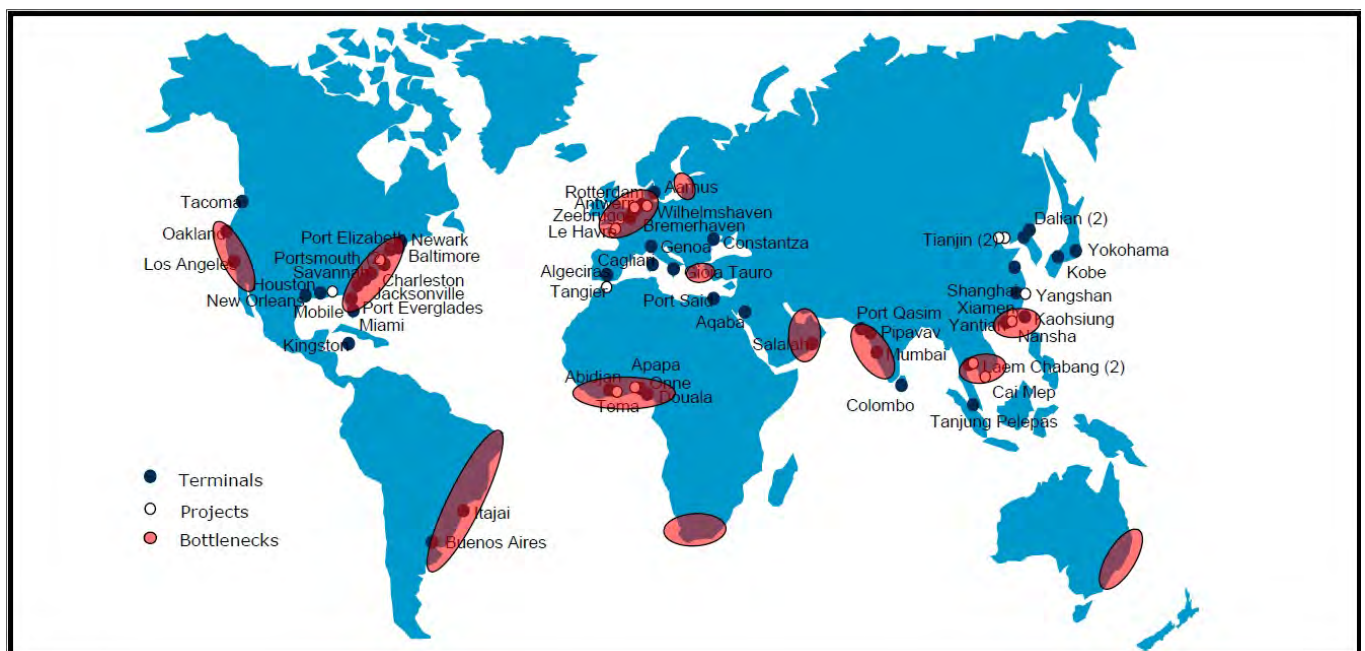 Tacoma
Oakland
Los Angeles
Port Elizabeth
Newark
Baltimore
Portsmouth (2)
Savannah
Charleston
Houston
Jacksonville
New Orleans
Port Everglades
Mobile
Miami
Kingston
Rotterdam
Aarhus
Antwerp
Wilhelmshaven
Zeebrugge
Bremerhaven
Le Havre
Genoa
Constantza
Cagliari
Gioia Tauro
Algeciras
Tangier
Port Said
Aqaba
Salalah
Port Qasim
Pipavav
Mumbai
Colombo
Dalian (2)
Tianjin (2)
Yokohama
Kobe
Shanghai
Yangshan
Xiamen
Kaohsiung
Yantian
Nansha
Laem Chabang (2)
Cai Mep
Tanjung Pelepas
Apapa
Abidjan
Onne
Douala
Tema
Itajai
Buenos Aires
Terminals
Projects
Bottlenecks